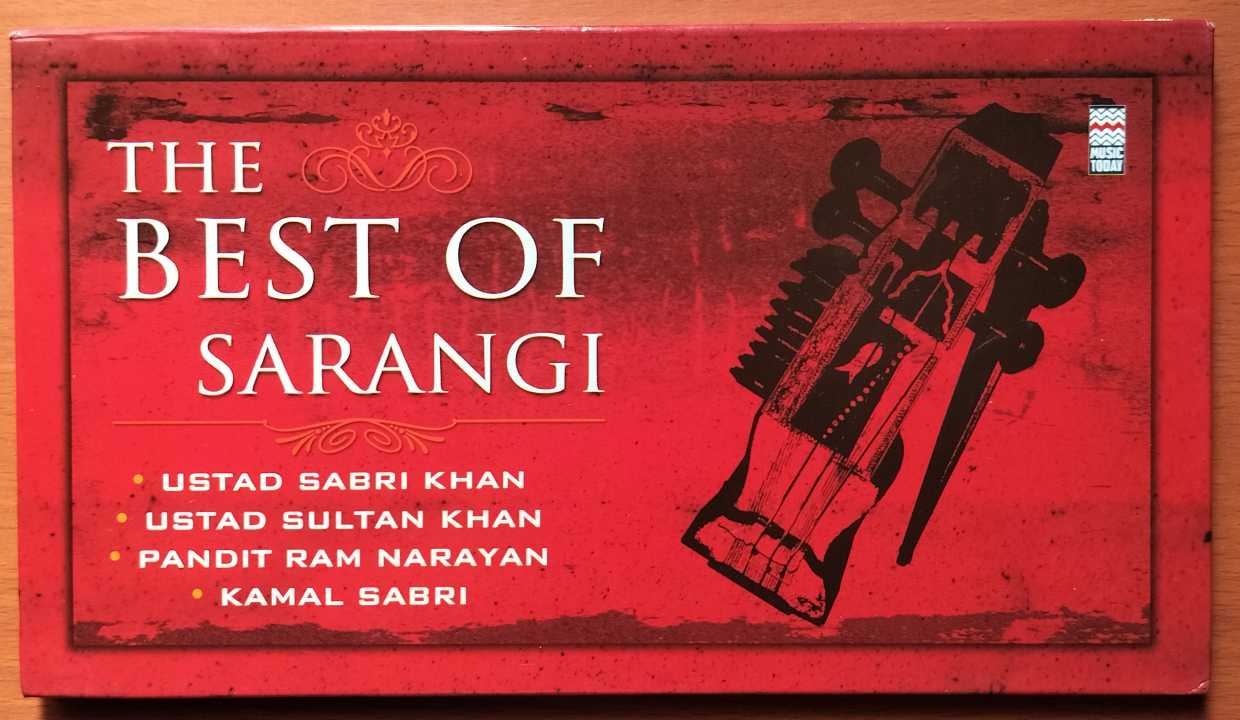 THE
BEST OF
SARANGI
• USTAD SABRI KHAN
• USTAD SULTAN KHAN
• PANDIT RAM NARAYAN
• KAMAL SABRI
MUSIC
TODAY